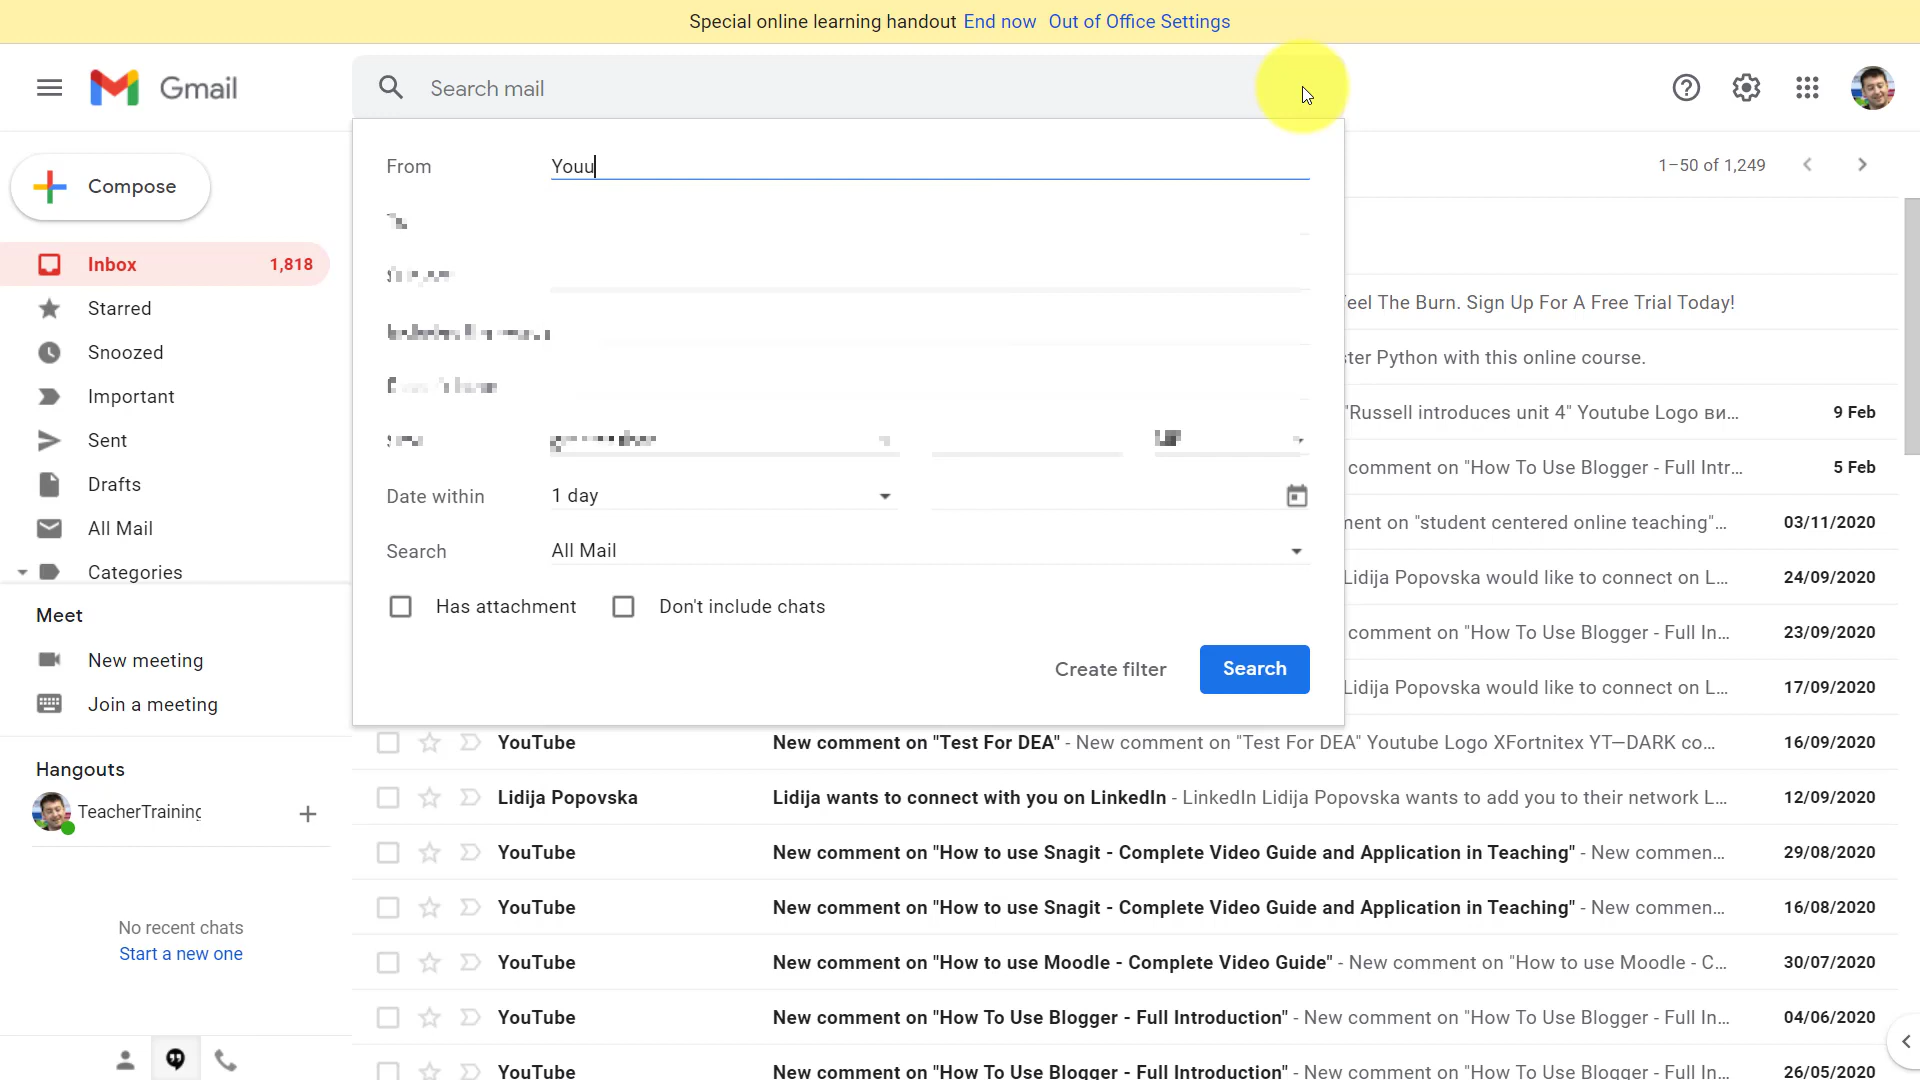 Special online learning handout End now Out of Office Settings
Gmail
Search mail
Compose
1–50 of 1,249
From Youu
Inbox 1,818
Starred
Snoozed
Important
Sent
Drafts
All Mail
Categories
Meet
New meeting
Join a meeting
Hangouts
TeacherTraining
No recent chats
Start a new one
Date within 1 day
Search All Mail
Has attachment Don't include chats
Create filter Search
eel The Burn. Sign Up For A Free Trial Today!
ter Python with this online course.
"Russell introduces unit 4" Youtube Logo ви... 9 Feb
comment on "How To Use Blogger - Full Intr... 5 Feb
ent on "student centered online teaching"... 03/11/2020
Lidija Popovska would like to connect on L... 24/09/2020
comment on "How To Use Blogger - Full In... 23/09/2020
Lidija Popovska would like to connect on L... 17/09/2020
YouTube New comment on "Test For DEA" - New comment on "Test For DEA" Youtube Logo XFortnitex YT—DARK co... 16/09/2020
Lidija Popovska Lidija wants to connect with you on LinkedIn - LinkedIn Lidija Popovska wants to add you to their network L... 12/09/2020
YouTube New comment on "How to use Snagit - Complete Video Guide and Application in Teaching" - New commen... 29/08/2020
YouTube New comment on "How to use Snagit - Complete Video Guide and Application in Teaching" - New commen... 16/08/2020
YouTube New comment on "How to use Moodle - Complete Video Guide" - New comment on "How to use Moodle - C... 30/07/2020
YouTube New comment on "How To Use Blogger - Full Introduction" - New comment on "How To Use Blogger - Full In... 04/06/2020
YouTube New comment on "How To Use Blogger - Full Introduction" - New comment on "How To Use Blogger - Full In... 26/05/2020